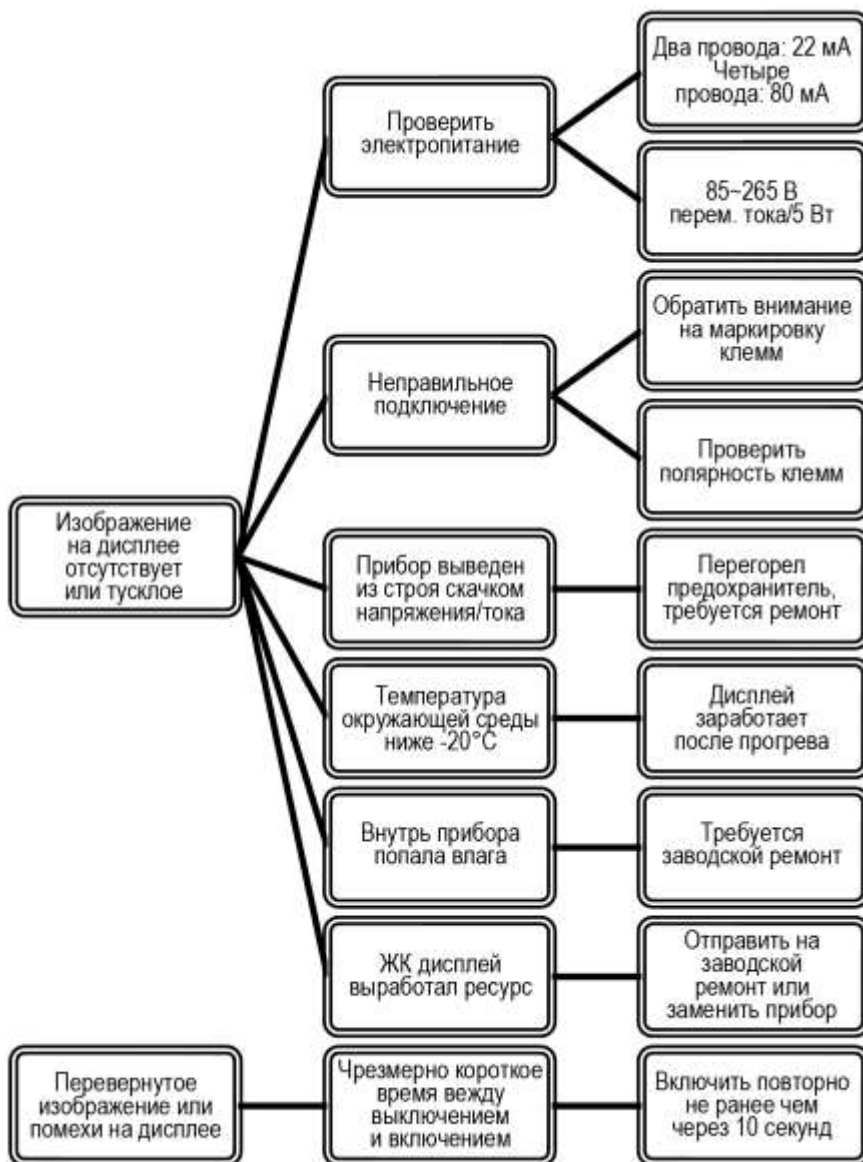 Два провода: 22 мА
Четыре
провода: 80 мА
Проверить
электропитание
85~265 В
перем. тока/5 Вт
Обратить внимание
на маркировку
клемм
Неправильное
подключение
Проверить
полярность клемм
Изображение
на дисплее
отсутствует
или тусклое
Прибор выведен
из строя скачком
напряжения/тока
Перегорел
предохранитель,
требуется ремонт
Температура
окружающей среды
ниже -20°C
Дисплей
заработает
после прогрева
Внутрь прибора
попала влага
Требуется
заводской ремонт
ЖК дисплей
выработал ресурс
Отправить на
заводской
ремонт или
заменить прибор
Перевернутое
изображение или
помехи на дисплее
Чрезмерно короткое
время вежду
выключением
и включением
Включить повторно
не ранее чем
через 10 секунд